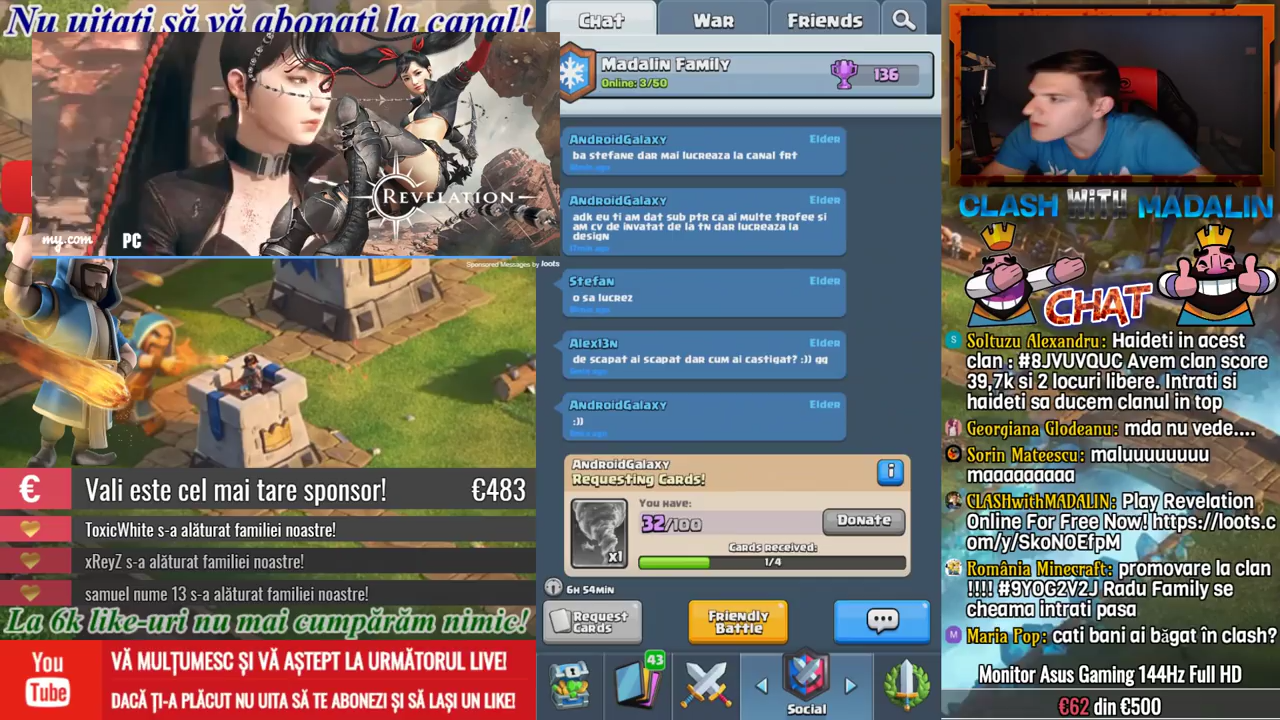 Nu uitați să vă abonați la canal!
REVELATION
my.com
PC
Sponsored Messages by loots
€
Vali este cel mai tare sponsor!
€483
ToxicWhite s-a alăturat familiei noastre!
xReyZ s-a alăturat familiei noastre!
samuel nume 13 s-a alăturat familiei noastre!
La 6k like-uri nu mai cumpărăm nimic!
You
Tube
VĂ MULȚUMESC ȘI VĂ AȘTEPT LA URMĂTORUL LIVE!
DACĂ ȚI-A PLĂCUT NU UITA SĂ TE ABONEZI ȘI SĂ LAȘI UN LIKE!
Chat
War
Friends
Madalin Family
Online: 3/50
136
AndroidGalaxy
Elder
ba stefane dar mai lucreaza la canal frt
AndroidGalaxy
Elder
adk eu ti am dat sub ptr ca ai multe trofee si
am cv de invatat de la tn dar lucreaza la
design
Stefan
Elder
o sa lucrez
Alex13n
Elder
de scapat ai scapat dar cum ai castigat? :)) gg
AndroidGalaxy
Elder
:))
AndroidGalaxy
Requesting Cards!
i
You have:
32/100
x1
Donate
Cards received:
1/4
6h 54min
Request
Cards
Friendly
Battle
43
Social
CLASH WITH MADALIN
CHAT
S
Soltuzu Alexandru: Haideti in acest
clan : #8JVUVQUC Avem clan score
39,7k si 2 locuri libere. Intrati si
haideti sa ducem clanul in top
Georgiana Glodeanu: mda nu vede....
Sorin Mateescu: maluuuuuuuu
maaaaaaaa
CLASHwithMADALIN: Play Revelation
Online For Free Now! https://loots.c
om/y/SkoNOEfpM
România Minecraft: promovare la clan
!!!! #9YOG2V2J Radu Family se
cheama intrati pasa
M
Maria Pop: cati bani ai băgat în clash?
Monitor Asus Gaming 144Hz Full HD
€62 din €500